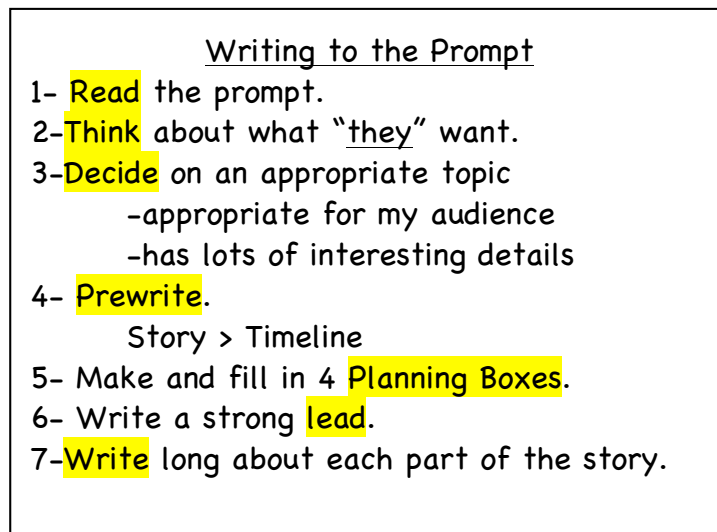 Writing to the Prompt
1- Read the prompt.
2-Think about what “they” want.
3-Decide on an appropriate topic
-appropriate for my audience
-has lots of interesting details
4- Prewrite.
Story > Timeline
5- Make and fill in 4 Planning Boxes.
6- Write a strong lead.
7-Write long about each part of the story.